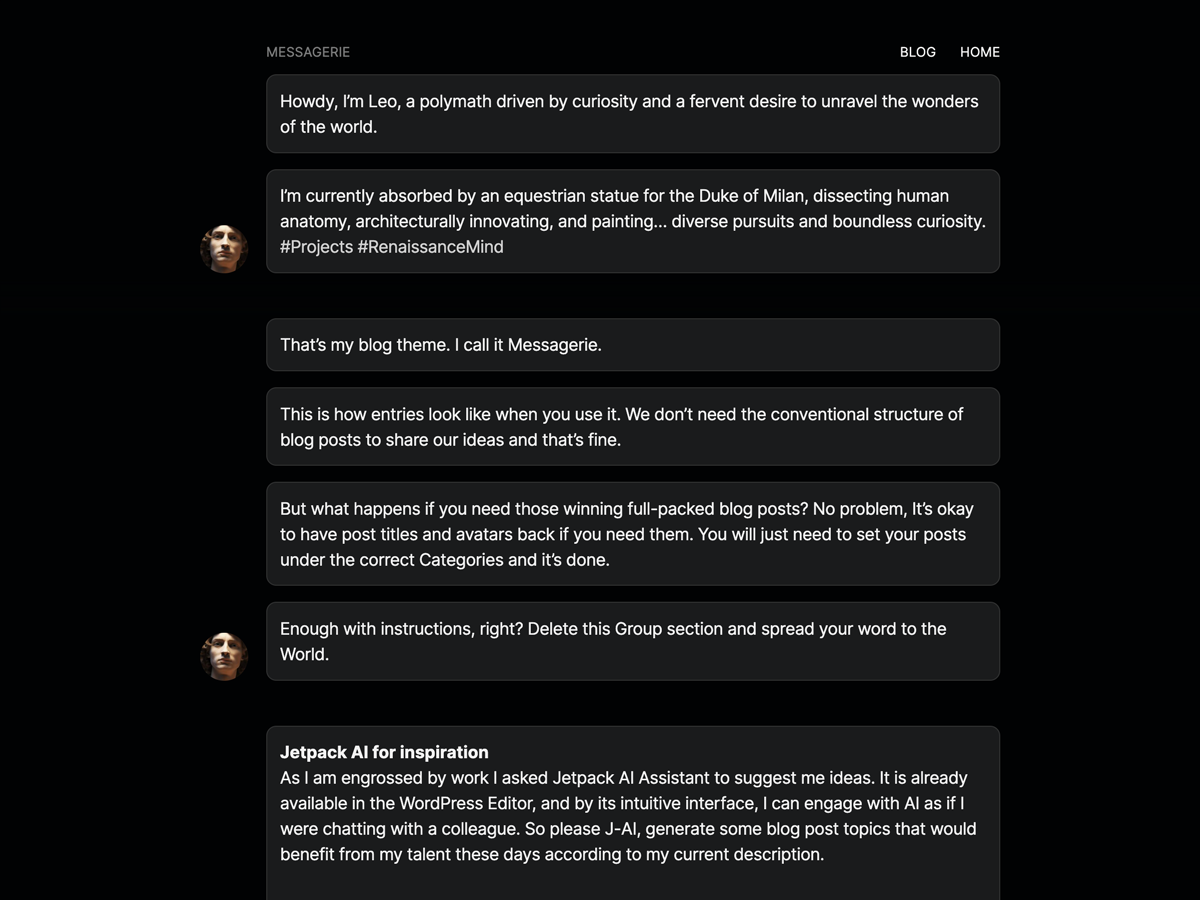 MESSAGERIE
BLOG
HOME
Howdy, I’m Leo, a polymath driven by curiosity and a fervent desire to unravel the wonders
of the world.
I’m currently absorbed by an equestrian statue for the Duke of Milan, dissecting human
anatomy, architecturally innovating, and painting… diverse pursuits and boundless curiosity.
#Projects #RenaissanceMind
That’s my blog theme. I call it Messagerie.
This is how entries look like when you use it. We don’t need the conventional structure of
blog posts to share our ideas and that’s fine.
But what happens if you need those winning full-packed blog posts? No problem, It’s okay
to have post titles and avatars back if you need them. You will just need to set your posts
under the correct Categories and it’s done.
Enough with instructions, right? Delete this Group section and spread your word to the
World.
Jetpack AI for inspiration
As I am engrossed by work I asked Jetpack AI Assistant to suggest me ideas. It is already
available in the WordPress Editor, and by its intuitive interface, I can engage with AI as if I
were chatting with a colleague. So please J-AI, generate some blog post topics that would
benefit from my talent these days according to my current description.